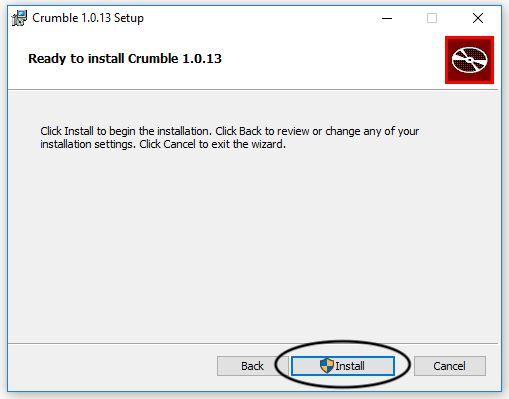 Crumble 1.0.13 Setup
Ready to install Crumble 1.0.13
Click Install to begin the installation. Click Back to review or change any of your
installation settings. Click Cancel to exit the wizard.
Back Install Cancel